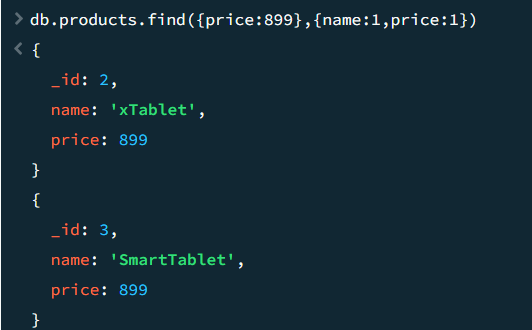 > db.products.find({price:899},{name:1,price:1})
< {
_id: 2,
name: 'xTablet',
price: 899
}
{
_id: 3,
name: 'SmartTablet',
price: 899
}